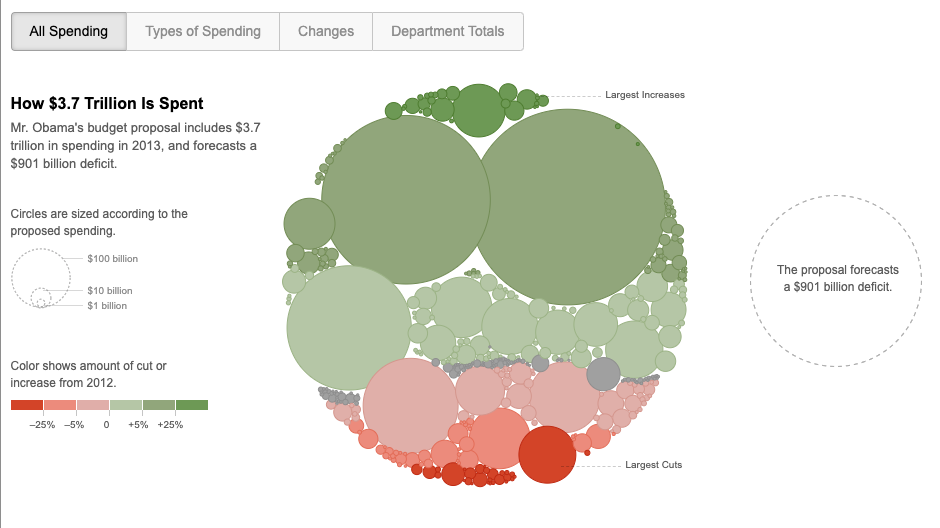 All Spending
Types of Spending
Changes
Department Totals
How $3.7 Trillion Is Spent
Mr. Obama's budget proposal includes $3.7
trillion in spending in 2013, and forecasts a
$901 billion deficit.
Circles are sized according to the
proposed spending.
$100 billion
$10 billion
$1 billion
Color shows amount of cut or
increase from 2012.
–25% –5% 0 +5% +25%
Largest Increases
Largest Cuts
The proposal forecasts
a $901 billion deficit.